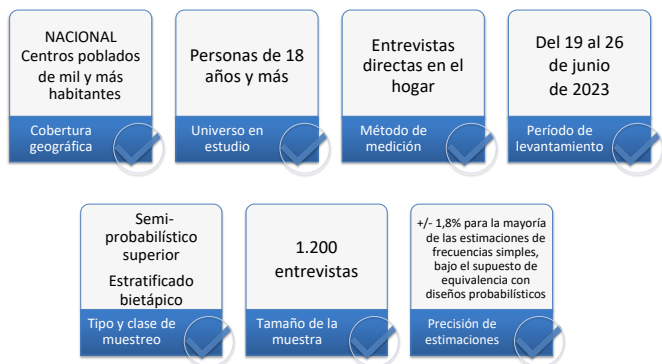 NACIONAL
Centros poblados
de mil y más
habitantes
Cobertura
geográfica
Personas de 18
años y más
Universo en
estudio
Entrevistas
directas en el
hogar
Método de
medición
Del 19 al 26
de junio
de 2023
Período de
levantamiento
Semi-
probabilístico
superior
Estratificado
bietápico
Tipo y clase de
muestreo
1.200
entrevistas
Tamaño de la
muestra
+/- 1,8% para la mayoría
de las estimaciones de
frecuencias simples,
bajo el supuesto de
equivalencia con
diseños probabilísticos
Precisión de
estimaciones